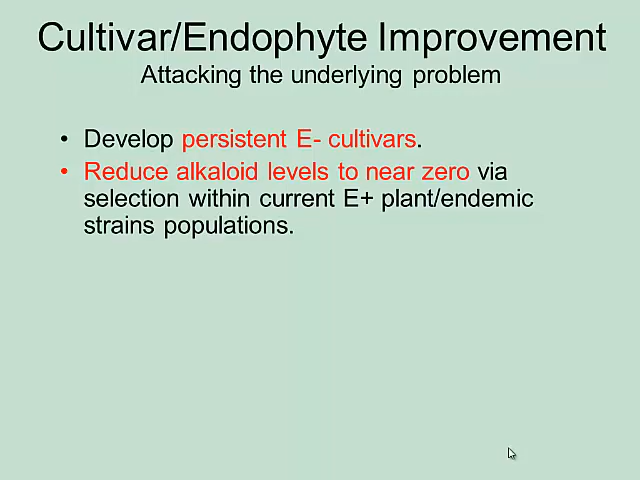 Cultivar/Endophyte Improvement
Attacking the underlying problem
• Develop persistent E- cultivars.
• Reduce alkaloid levels to near zero via
selection within current E+ plant/endemic
strains populations.